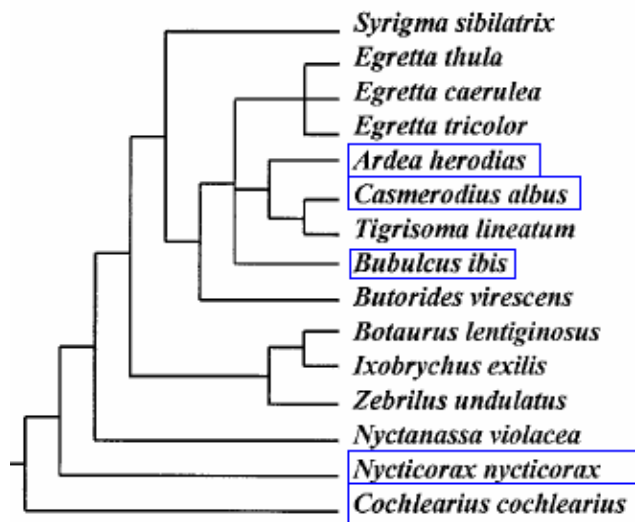 Syrigma sibilatrix
Egretta thula
Egretta caerulea
Egretta tricolor
Ardea herodias
Casmerodius albus
Tigrisoma lineatum
Bubulcus ibis
Butorides virescens
Botaurus lentiginosus
Ixobrychus exilis
Zebrilus undulatus
Nyctanassa violacea
Nycticorax nycticorax
Cochlearius cochlearius